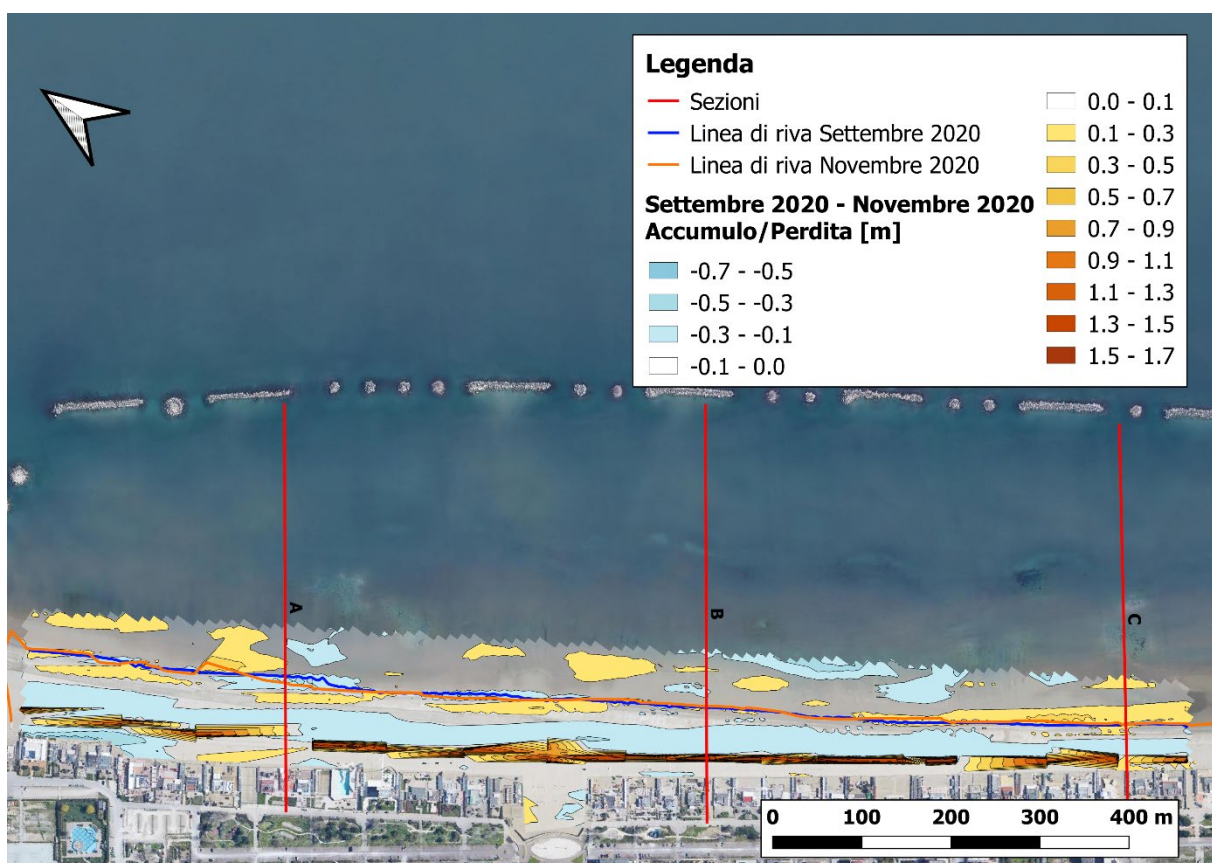 Legenda
Sezioni
Linea di riva Settembre 2020
Linea di riva Novembre 2020
Settembre 2020 - Novembre 2020
Accumulo/Perdita [m]
-0.7 - -0.5
-0.5 - -0.3
-0.3 - -0.1
-0.1 - 0.0
0.0 - 0.1
0.1 - 0.3
0.3 - 0.5
0.5 - 0.7
0.7 - 0.9
0.9 - 1.1
1.1 - 1.3
1.3 - 1.5
1.5 - 1.7
A
B
C
0 100 200 300 400 m